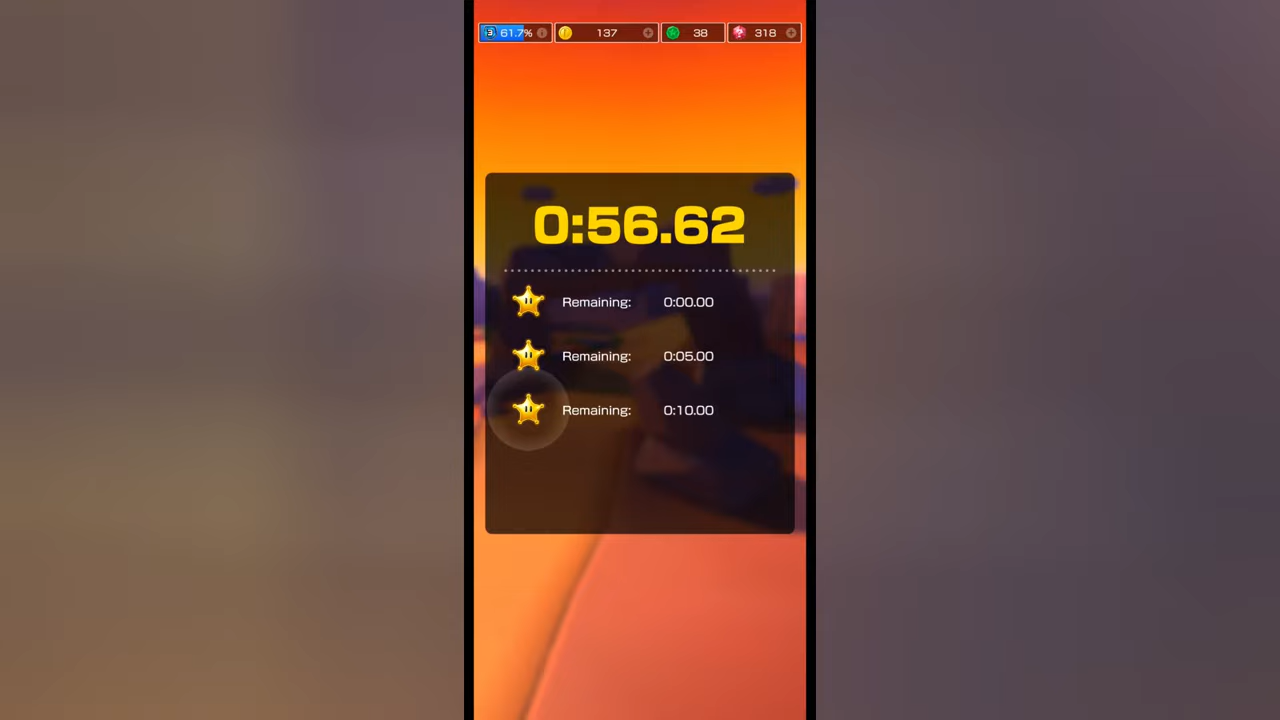 3 61.7% 137 38 318
0:56.62
Remaining: 0:00.00
Remaining: 0:05.00
Remaining: 0:10.00